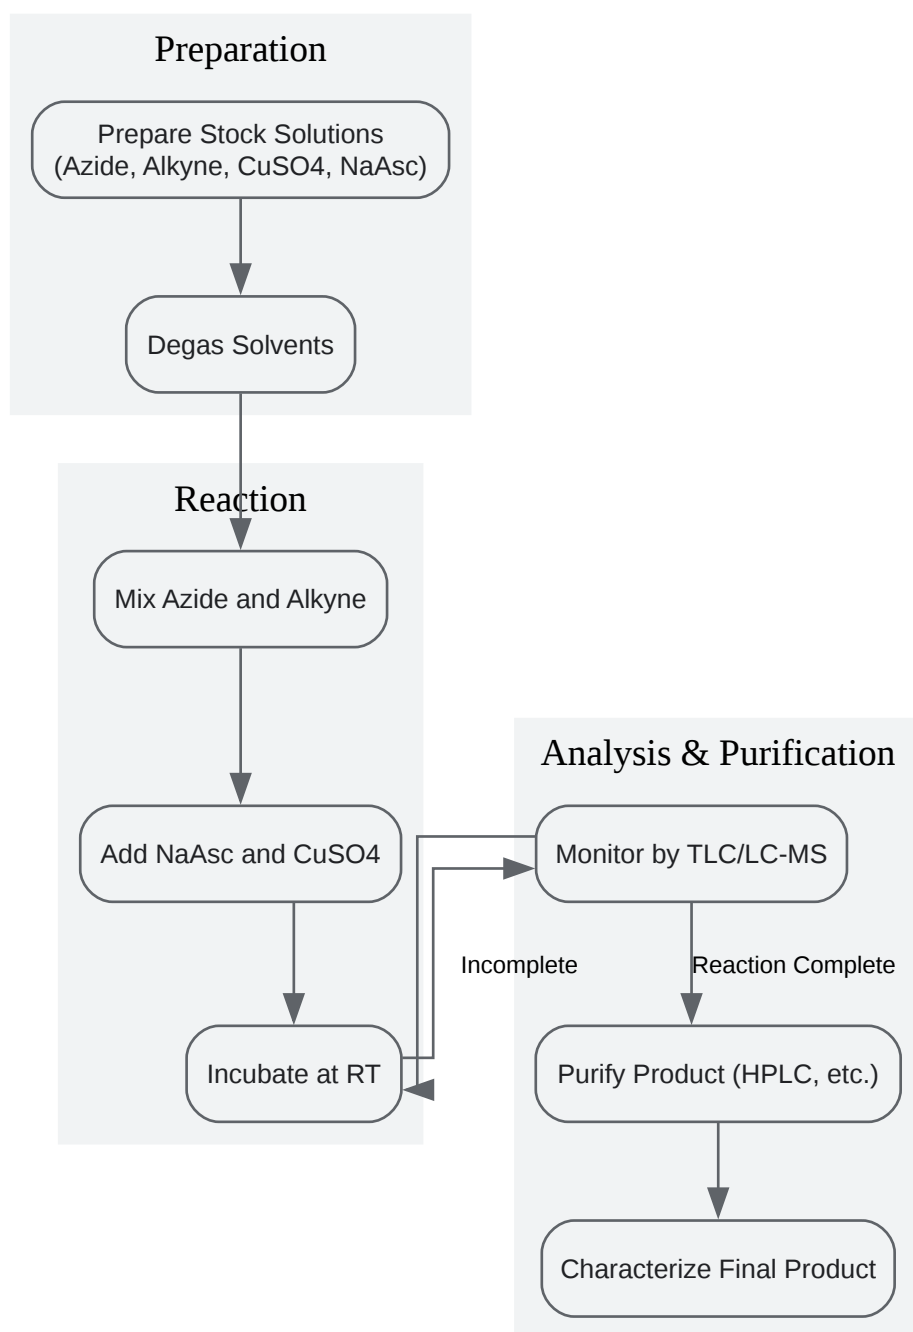 Preparation
Prepare Stock Solutions
(Azide, Alkyne, CuSO4, NaAsc)
Degas Solvents
Reaction
Mix Azide and Alkyne
Add NaAsc and CuSO4
Incubate at RT
Analysis & Purification
Monitor by TLC/LC-MS
Incomplete
Reaction Complete
Purify Product (HPLC, etc.)
Characterize Final Product